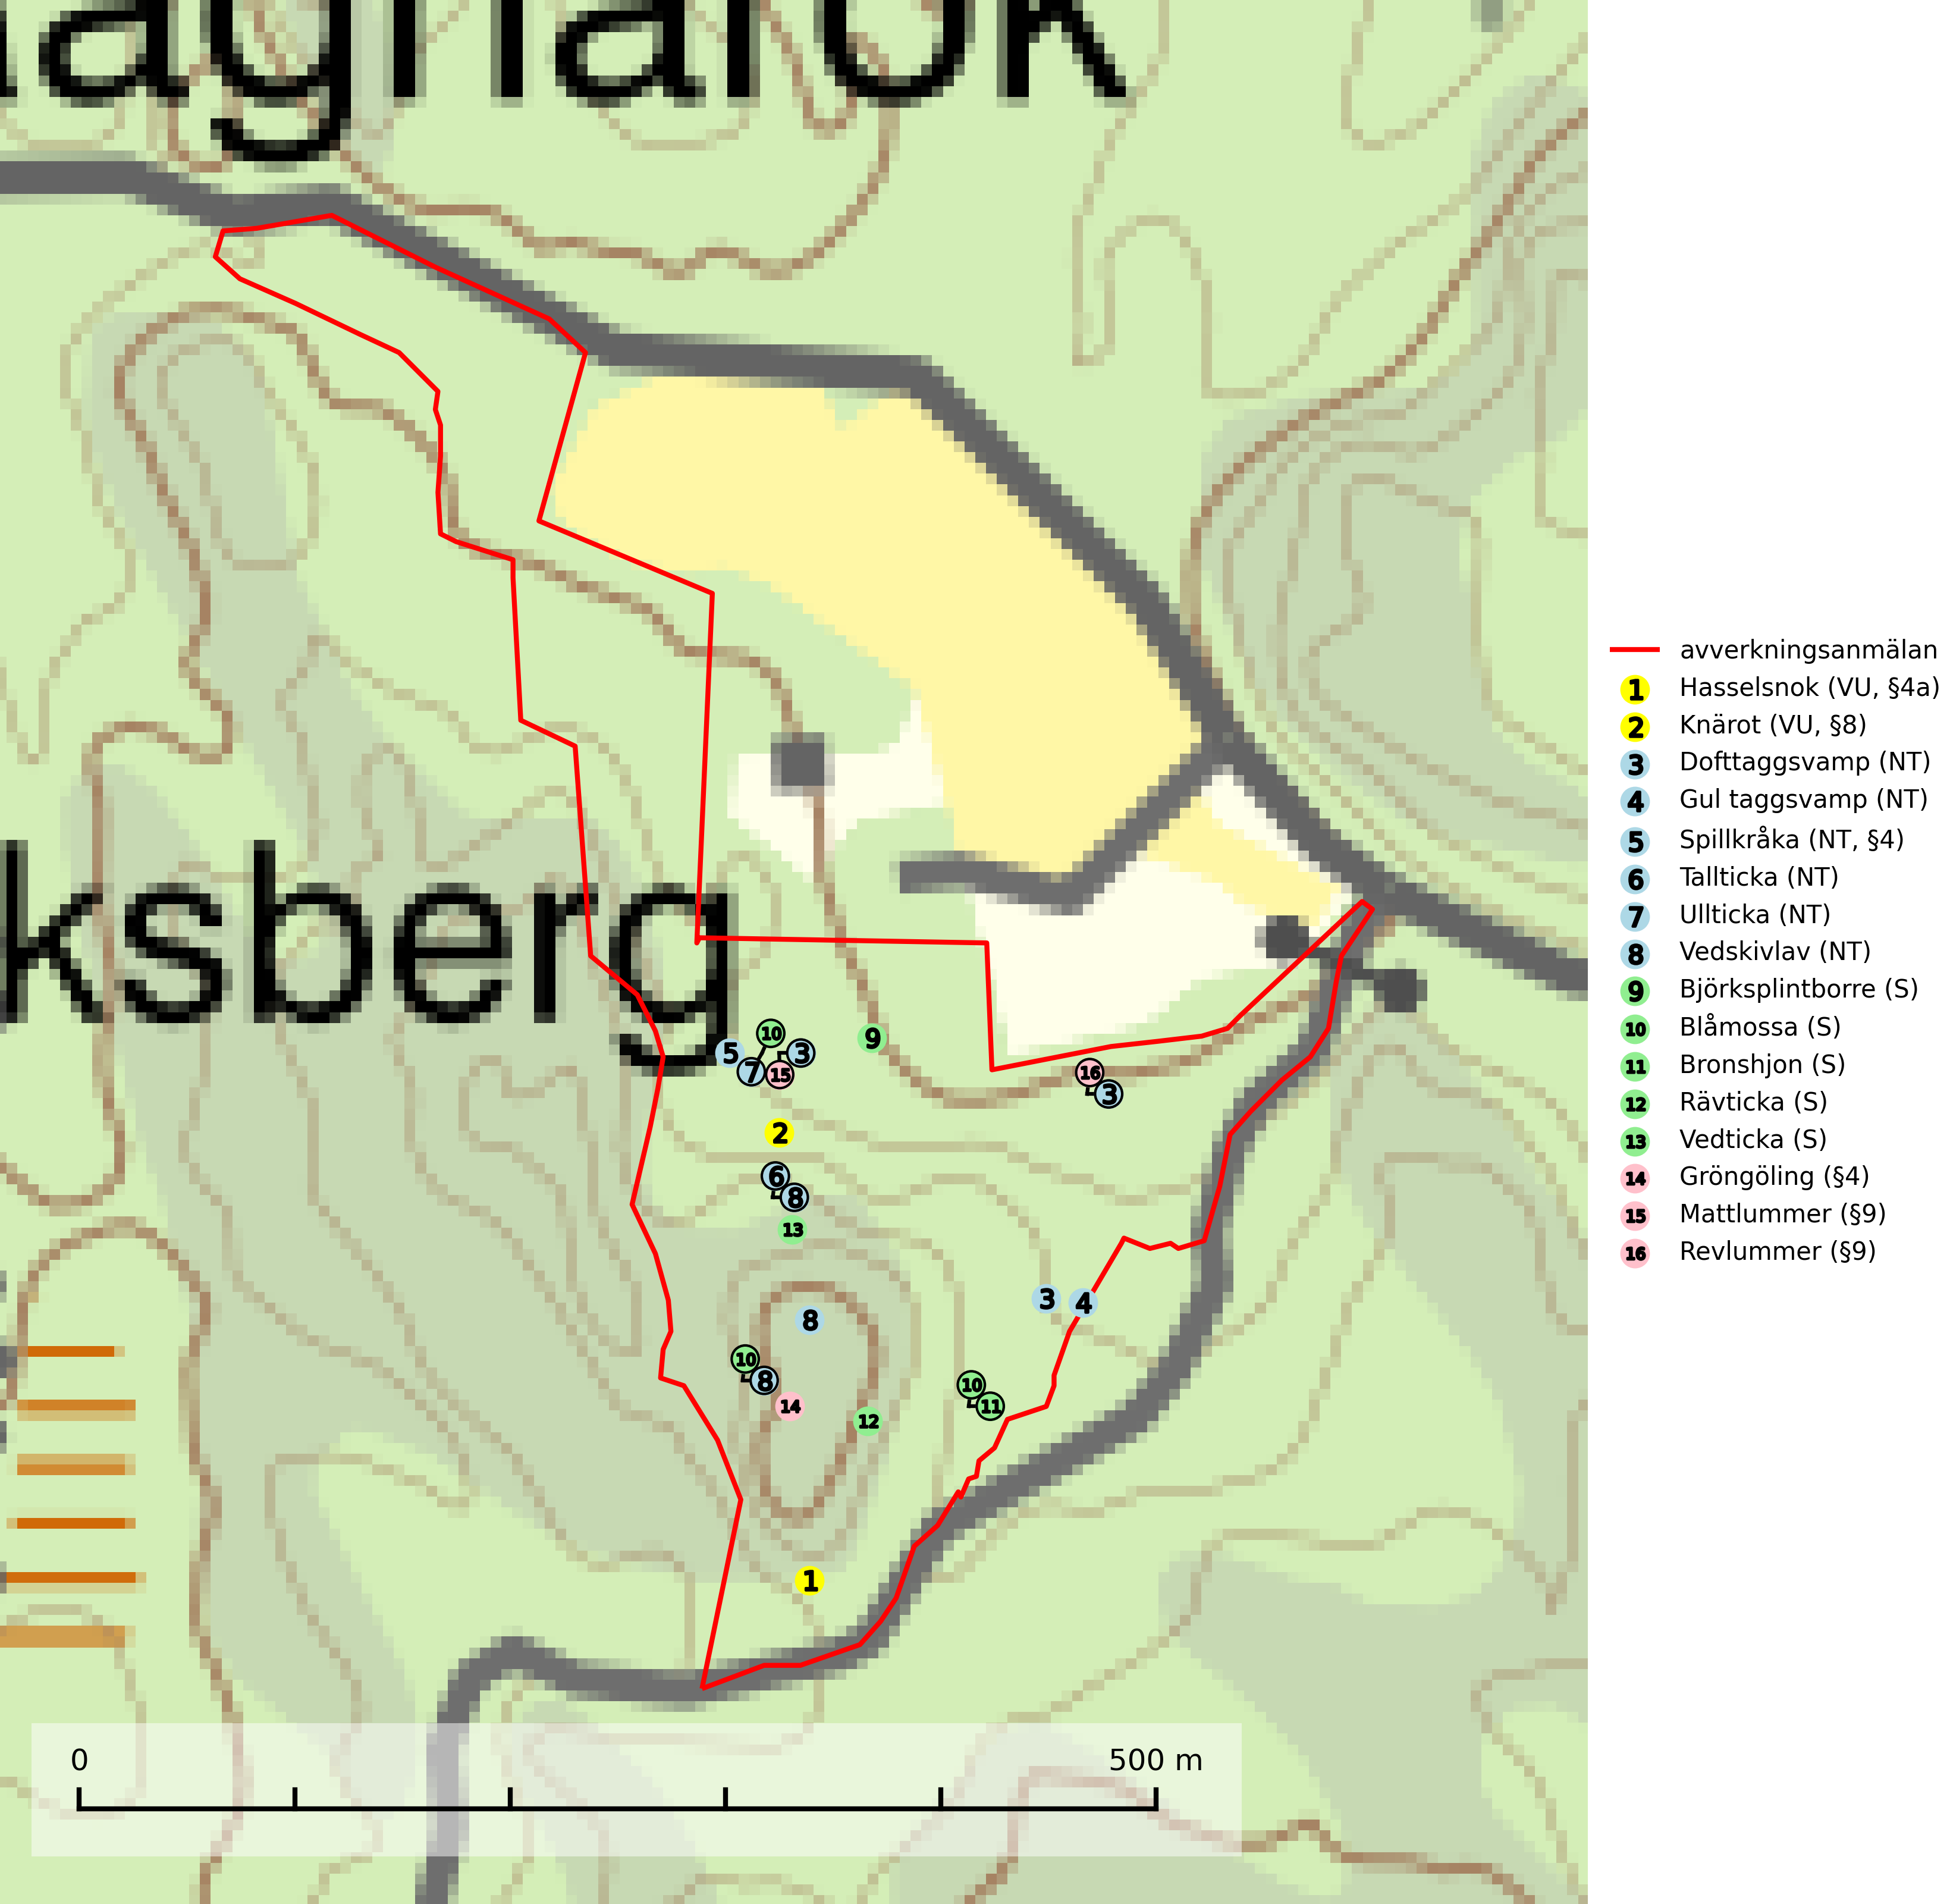 ksberg
avverkningsanmälan
1 Hasselsnok (VU, §4a)
2 Knärot (VU, §8)
3 Dofttaggsvamp (NT)
4 Gul taggsvamp (NT)
5 Spillkråka (NT, §4)
6 Tallticka (NT)
7 Ullticka (NT)
8 Vedskivlav (NT)
9 Björksplintborre (S)
10 Blåmossa (S)
11 Bronshjon (S)
12 Rävticka (S)
13 Vedticka (S)
14 Gröngöling (§4)
15 Mattlummer (§9)
16 Revlummer (§9)
10
5
3
9
7
15
16
3
2
6
8
13
3
4
8
10
8
10
14
11
12
1
0
500 m